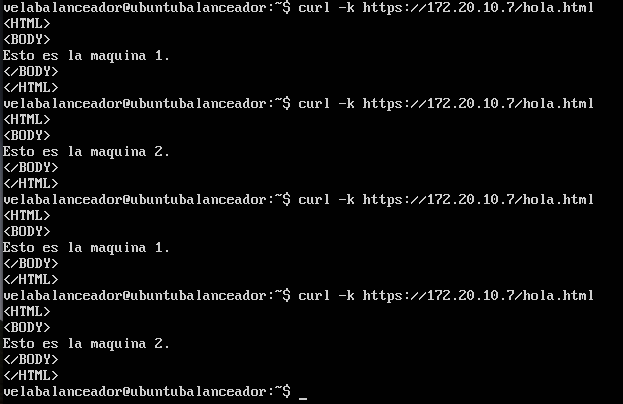 velabalanceador@ubuntubalanceador:~$ curl -k https://172.20.10.7/hola.html
<HTML>
<BODY>
Esto es la maquina 1.
</BODY>
</HTML>
velabalanceador@ubuntubalanceador:~$ curl -k https://172.20.10.7/hola.html
<HTML>
<BODY>
Esto es la maquina 2.
</BODY>
</HTML>
velabalanceador@ubuntubalanceador:~$ curl -k https://172.20.10.7/hola.html
<HTML>
<BODY>
Esto es la maquina 1.
</BODY>
</HTML>
velabalanceador@ubuntubalanceador:~$ curl -k https://172.20.10.7/hola.html
<HTML>
<BODY>
Esto es la maquina 2.
</BODY>
</HTML>
velabalanceador@ubuntubalanceador:~$ _